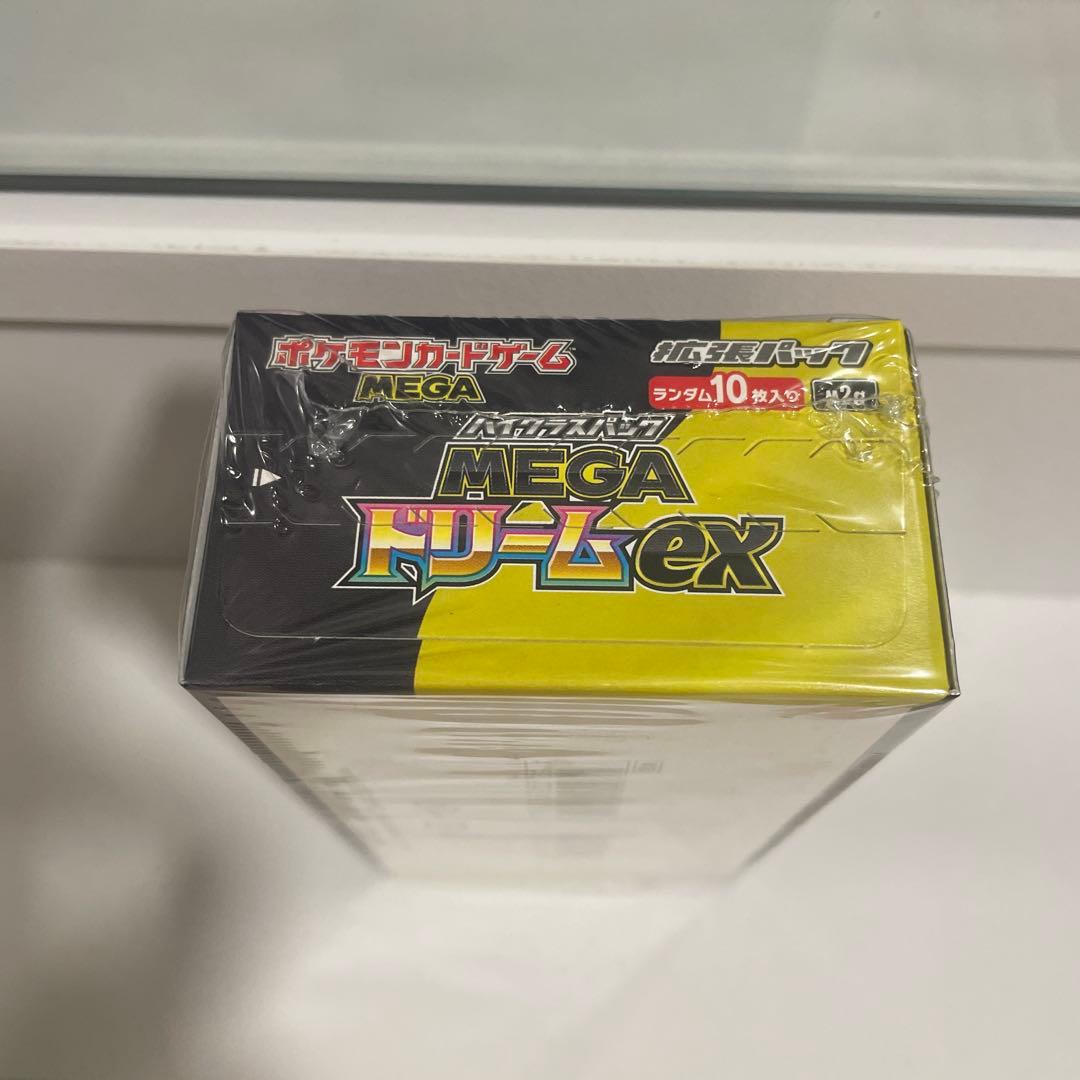 ポケモンカードゲーム
MEGA
拡張パック
ランダム10枚入り
ハイクラスパック
MEGA
ドリームex